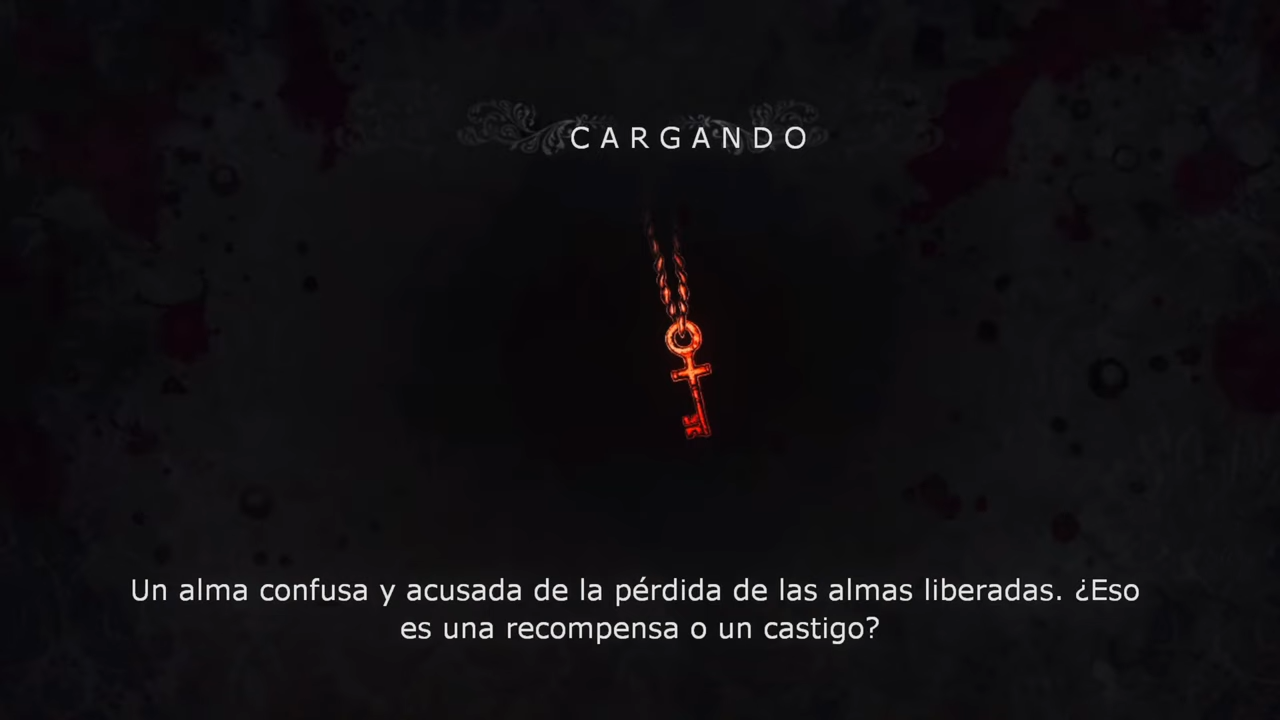 CARGANDO
Un alma confusa y acusada de la pérdida de las almas liberadas. ¿Eso
es una recompensa o un castigo?